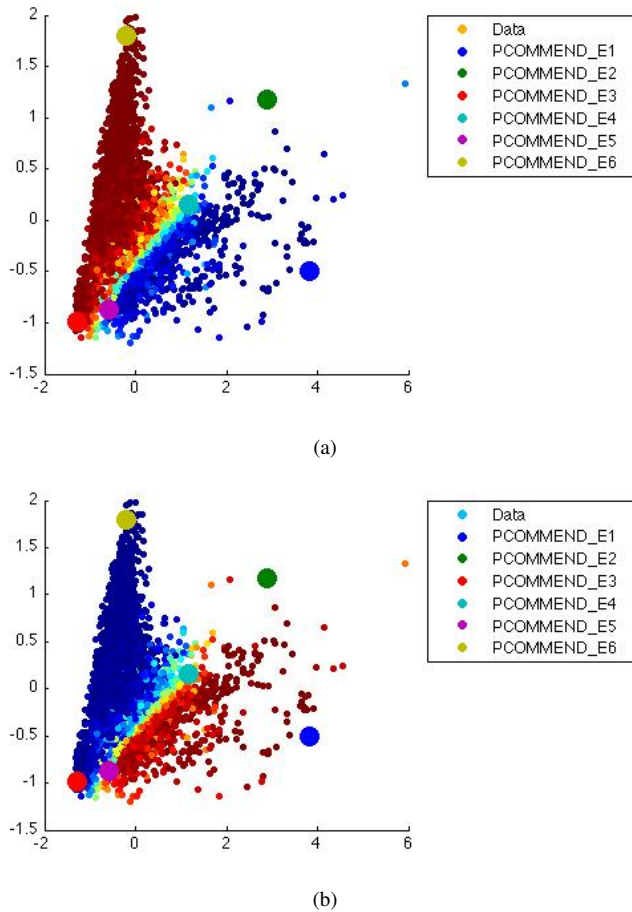 2
1.5
1
0.5
0
-0.5
-1
-1.5
-2
0
2
4
6
Data
PCOMMEND_E1
PCOMMEND_E2
PCOMMEND_E3
PCOMMEND_E4
PCOMMEND_E5
PCOMMEND_E6
(a)
2
1.5
1
0.5
0
-0.5
-1
-1.5
-2
0
2
4
6
Data
PCOMMEND_E1
PCOMMEND_E2
PCOMMEND_E3
PCOMMEND_E4
PCOMMEND_E5
PCOMMEND_E6
(b)